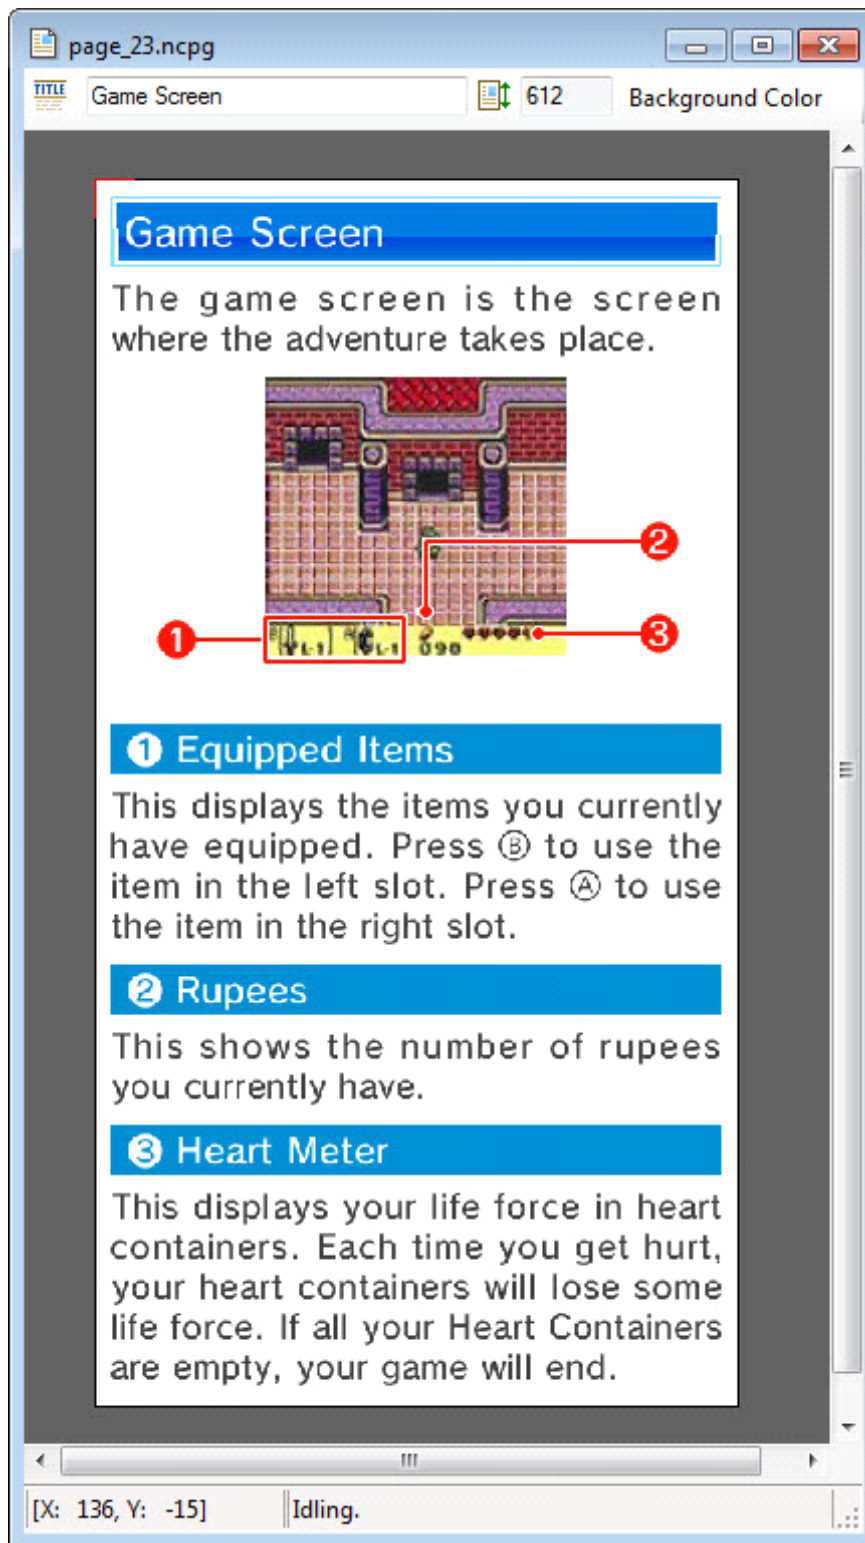 page_23.ncpg
TITLE
Game Screen
612
Background Color
Game Screen
The game screen is the screen
where the adventure takes place.
❷
❶
❸
B
L-1
L-1
090
❶ Equipped Items
This displays the items you currently
have equipped. Press Ⓑ to use the
item in the left slot. Press Ⓐ to use
the item in the right slot.
❷ Rupees
This shows the number of rupees
you currently have.
❸ Heart Meter
This displays your life force in heart
containers. Each time you get hurt,
your heart containers will lose some
life force. If all your Heart Containers
are empty, your game will end.
[X: 136, Y: -15]
Idling.